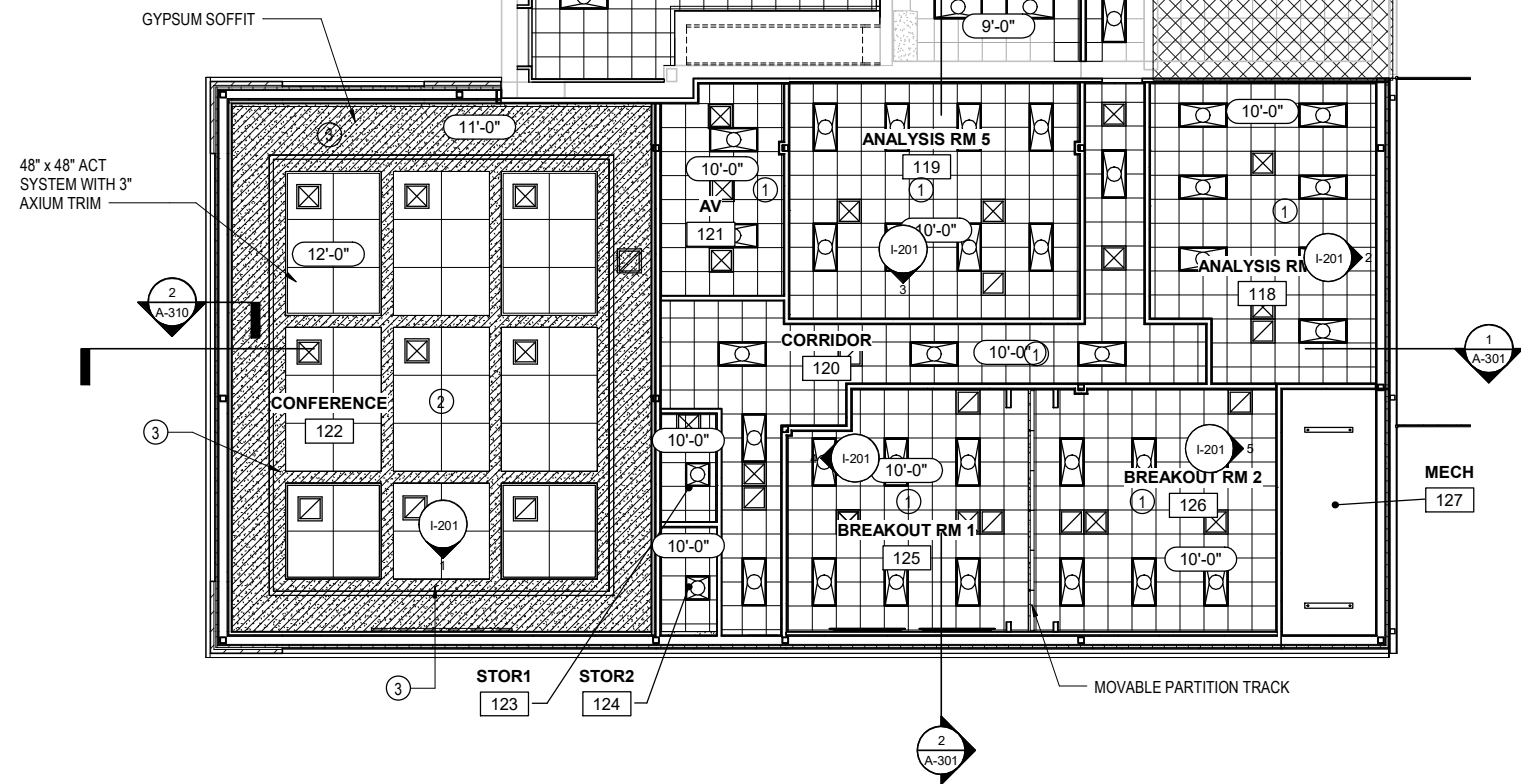 GYPSUM SOFFIT
9'-0"
11'-0"
10'-0"
ANALYSIS RM 5
119
48" x 48" ACT
SYSTEM WITH 3"
AXIUM TRIM
10'-0"
1
1
AV
121
10'-0"
1
12'-0"
I-201
3
ANALYSIS RM
I-201
2
118
2
A-310
CORRIDOR
120
10'-0"
1
1
A-301
CONFERENCE
122
2
3
10'-0"
I-201
10'-0"
I-201
5
BREAKOUT RM 2
126
1
1
MECH
127
I-201
1
BREAKOUT RM 1
125
10'-0"
10'-0"
3
STOR1
123
STOR2
124
MOVABLE PARTITION TRACK
2
A-301